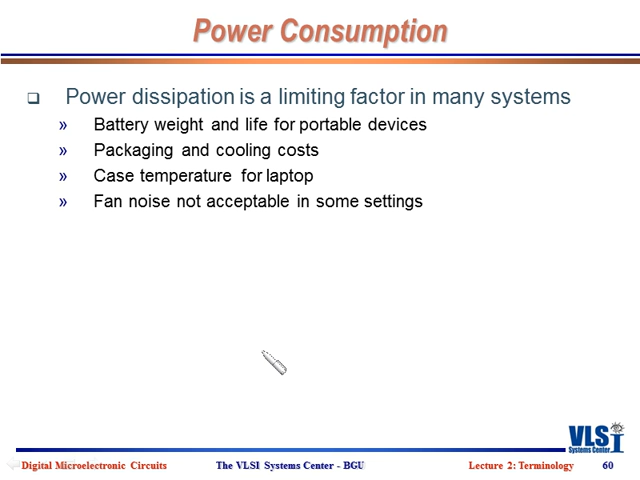 Power Consumption
Power dissipation is a limiting factor in many systems
» Battery weight and life for portable devices
» Packaging and cooling costs
» Case temperature for laptop
» Fan noise not acceptable in some settings
VLSI
Systems Center
Digital Microelectronic Circuits The VLSI Systems Center - BGU Lecture 2: Terminology 60